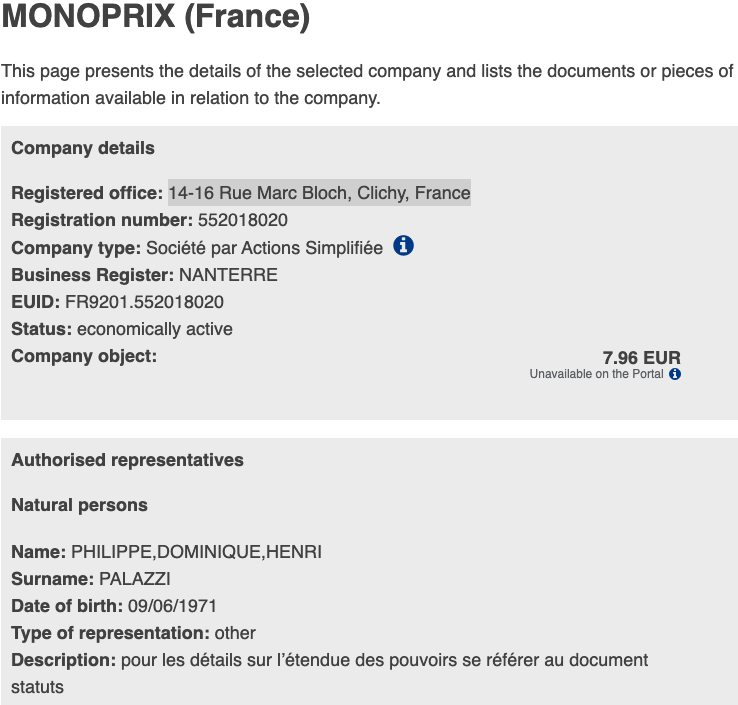 MONOPRIX (France)
This page presents the details of the selected company and lists the documents or pieces of
information available in relation to the company.
Company details
Registered office: 14-16 Rue Marc Bloch, Clichy, France
Registration number: 552018020
Company type: Société par Actions Simplifiée
Business Register: NANTERRE
EUID: FR9201.552018020
Status: economically active
Company object:
7.96 EUR
Unavailable on the Portal
Authorised representatives
Natural persons
Name: PHILIPPE,DOMINIQUE,HENRI
Surname: PALAZZI
Date of birth: 09/06/1971
Type of representation: other
Description: pour les détails sur l’étendue des pouvoirs se référer au document
statuts